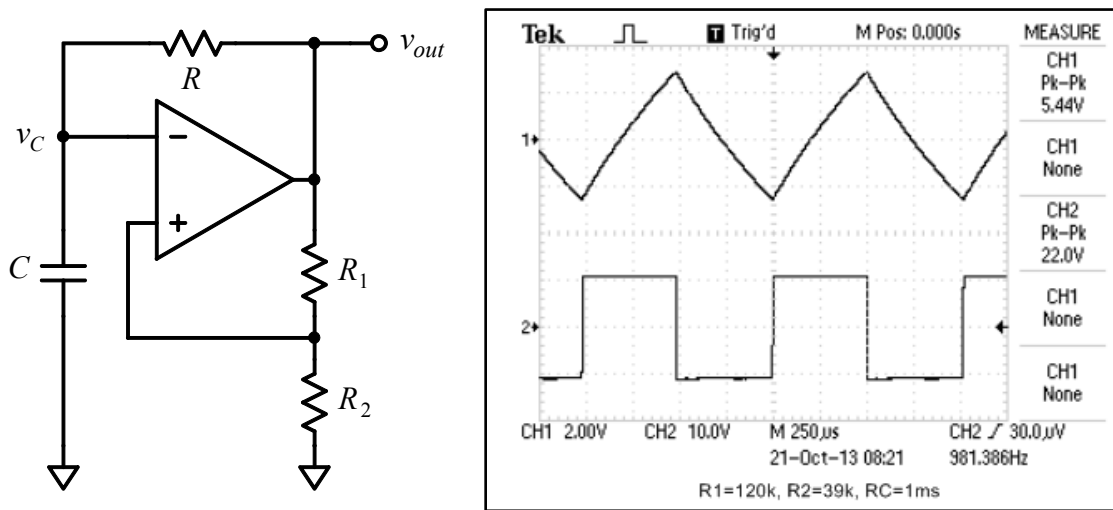 R
v_out
v_C
−
+
C
R₁
R₂
Tek T Trig'd M Pos: 0.000s MEASURE
CH1
Pk-Pk
5.44V
CH1
None
CH2
Pk-Pk
22.0V
CH1
None
CH1
None
1
2
CH1 2.00V CH2 10.0V M 250µs CH2 30.0µV
21-Oct-13 08:21 981.386Hz
R1=120k, R2=39k, RC=1ms